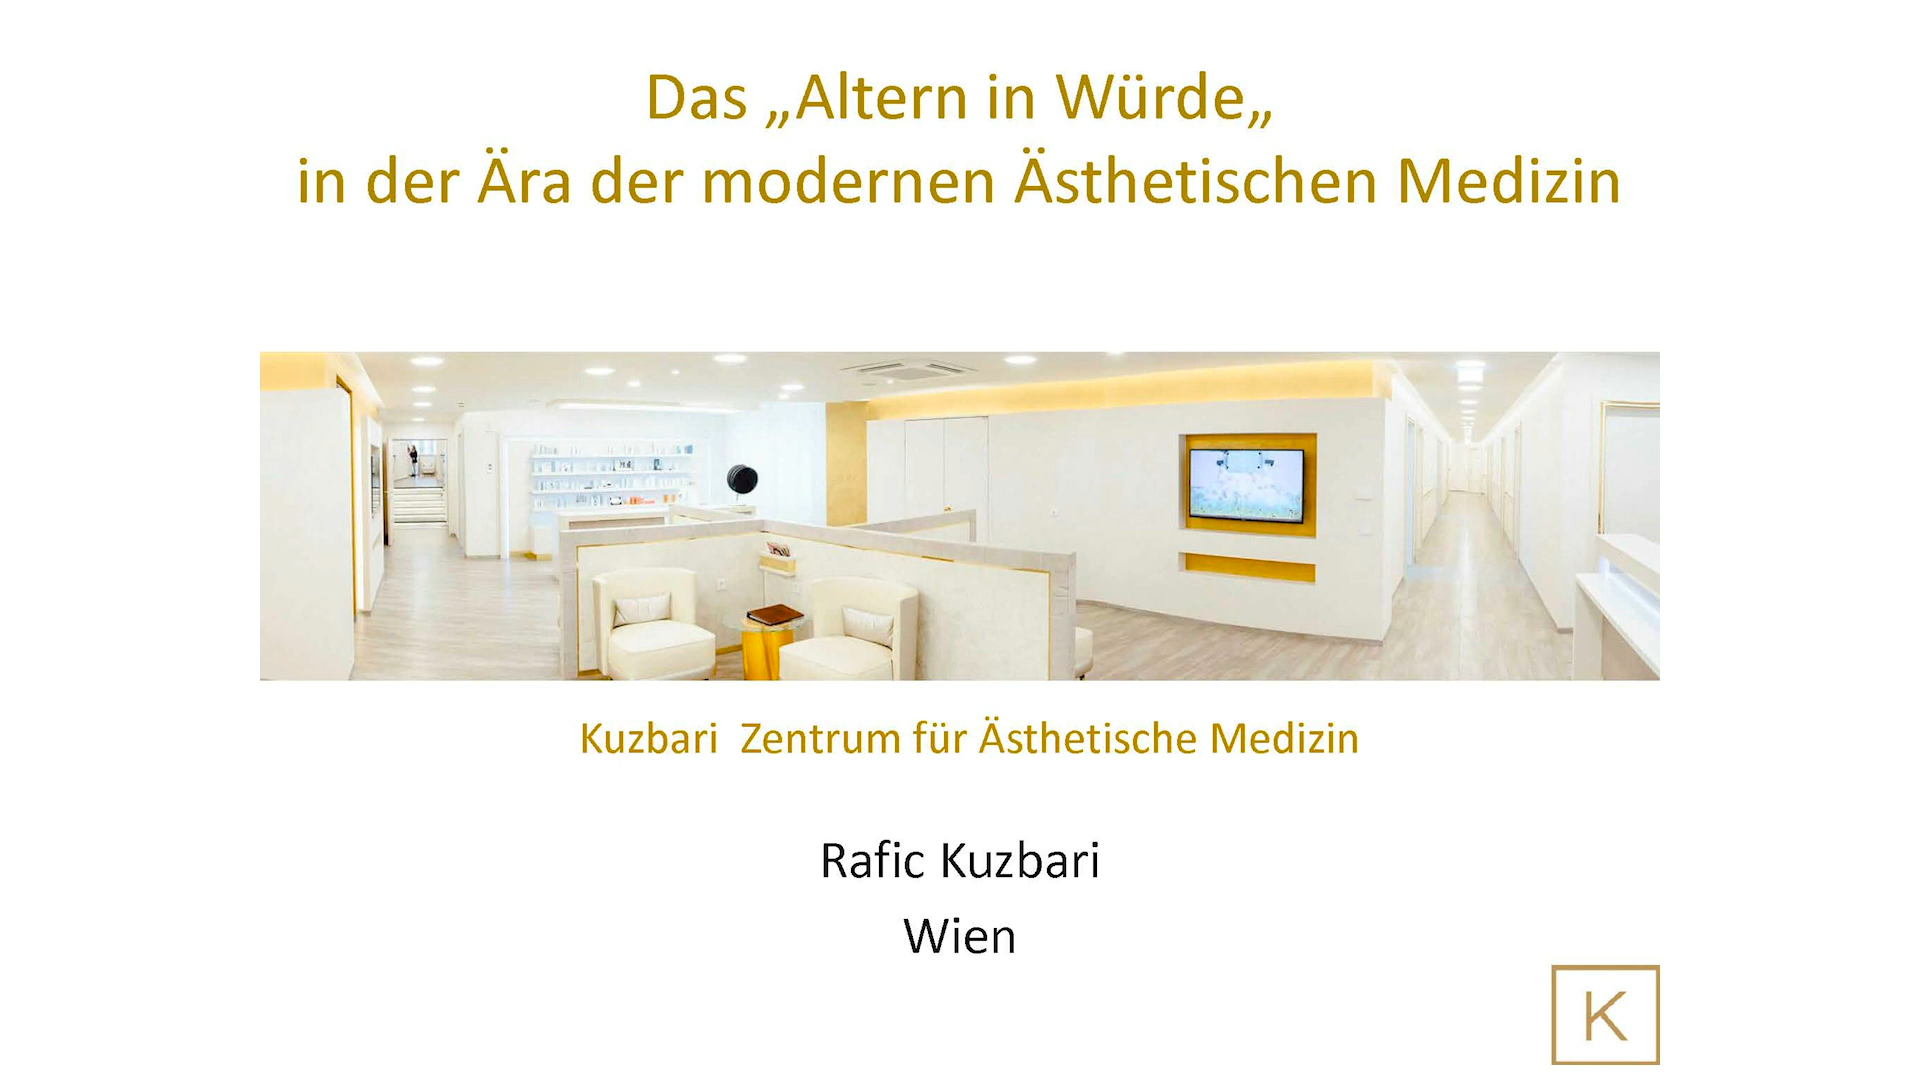 Das „Altern in Würde„
in der Ära der modernen Ästhetischen Medizin
Kuzbari Zentrum für Ästhetische Medizin
Rafic Kuzbari
Wien
K